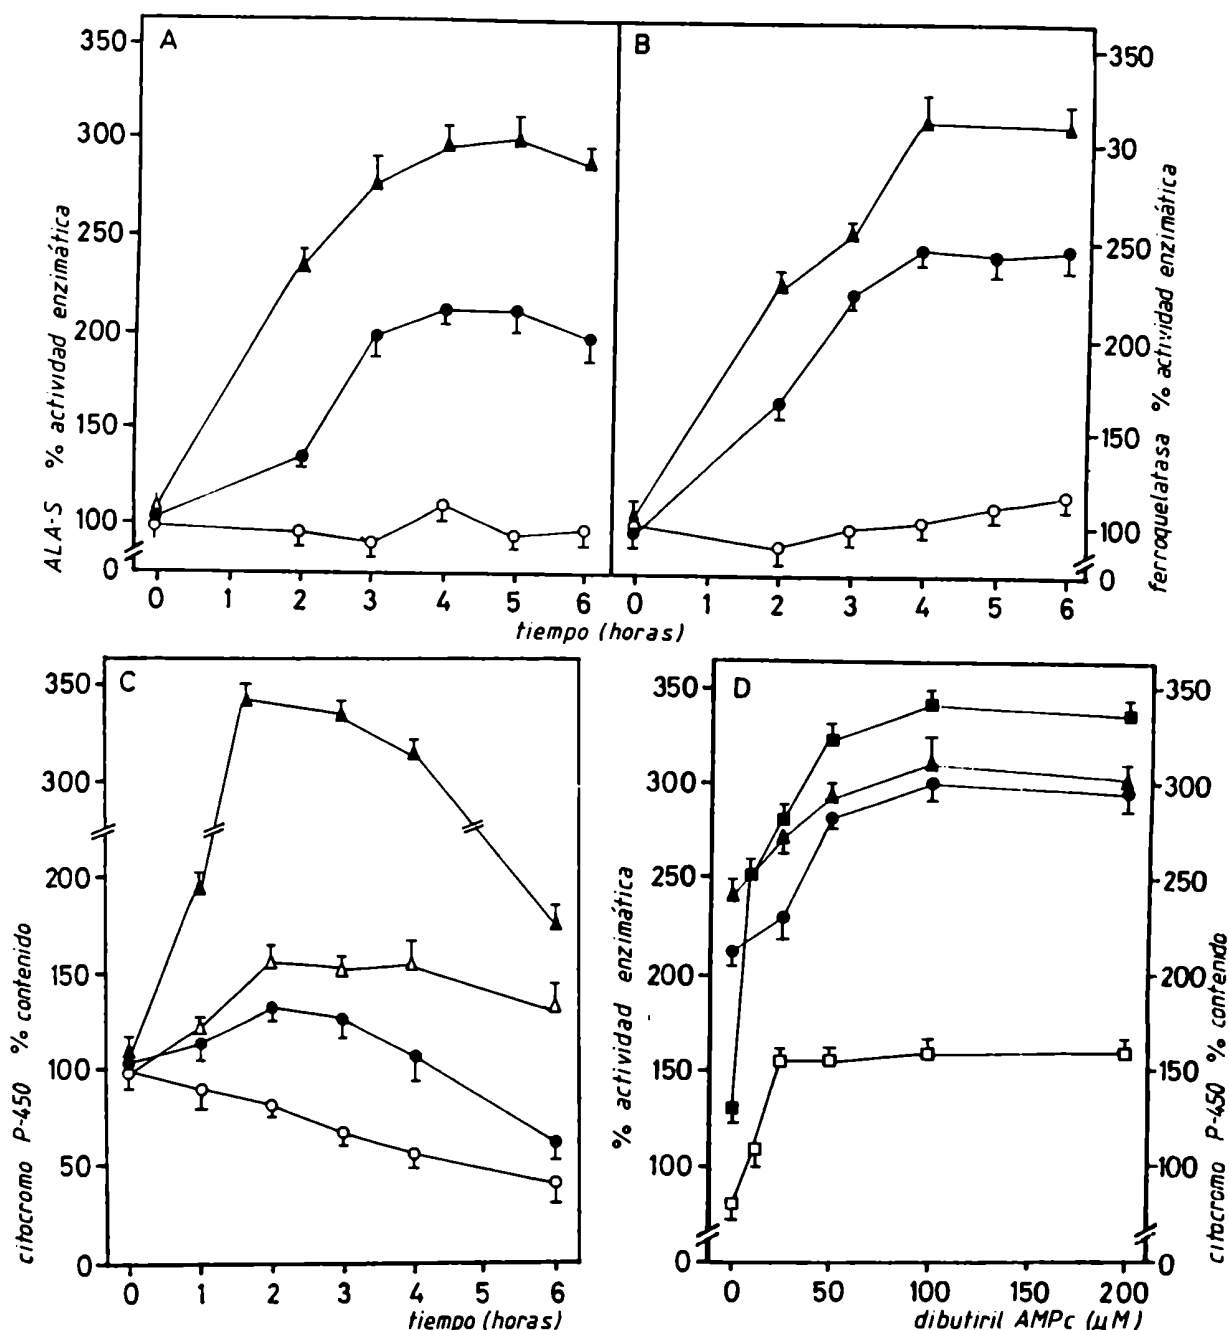 A
350
300
250
200
150
100
0
ALA-S % actividad enzimática
0 1 2 3 4 5 6
B
350
30
250
200
150
100
0
ferroquelatasa % actividad enzimática
0 1 2 3 4 5 6
tiempo (horas)
C
350
300
200
150
100
50
0
citocromo P-450 % contenido
0 1 2 3 4 5 6
tiempo (horas)
D
350
300
250
200
150
100
0
% actividad enzimática
350
300
250
200
150
100
0
citocromo P-450 % contenido
0 50 100 150 200
dibutiril AMPc (μM)